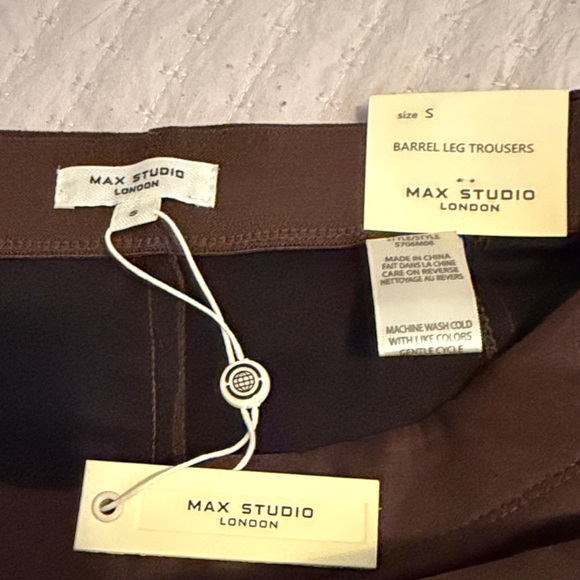 MAX STUDIO
LONDON
S
size S
BARREL LEG TROUSERS
MAX STUDIO
LONDON
STYLE/STYLE
MADE IN CHINA
FAIT DANS LA CHINE
CARE ON REVERSE
NETTOYAGE AU REVERS
MACHINE WASH COLD
WITH LIKE COLORS
GENTLE CYCLE
MAX STUDIO
LONDON